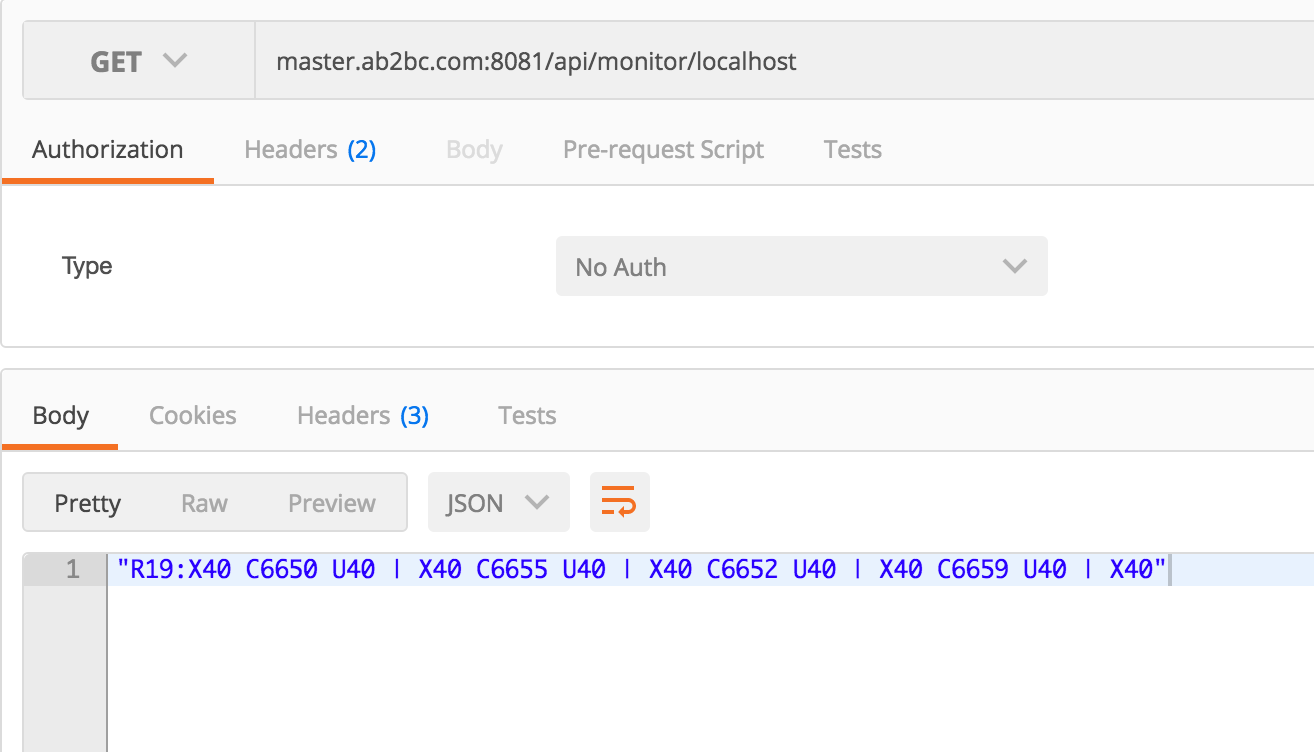 GET master.ab2bc.com:8081/api/monitor/localhost
Authorization Headers (2) Body Pre-request Script Tests
Type No Auth
Body Cookies Headers (3) Tests
Pretty Raw Preview JSON
1 "R19:X40 C6650 U40 | X40 C6655 U40 | X40 C6652 U40 | X40 C6659 U40 | X40"